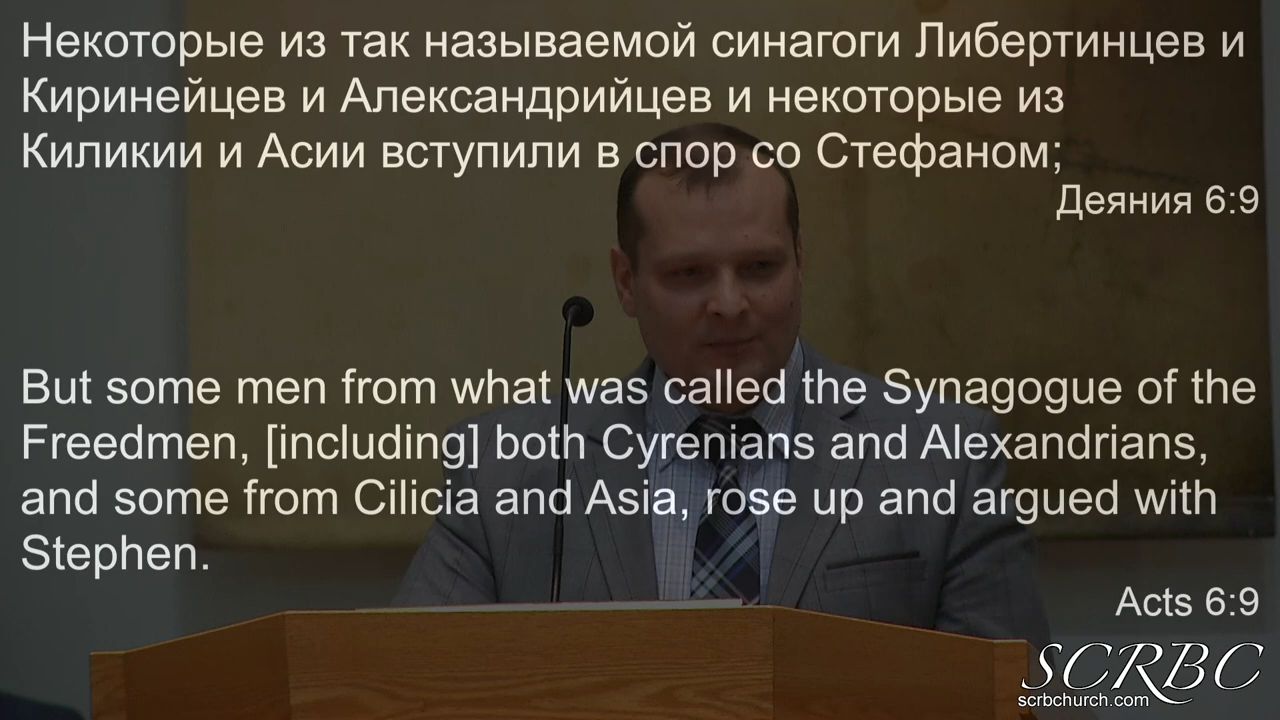 Некоторые из так называемой синагоги Либертинцев и
Киринейцев и Александрийцев и некоторые из
Киликии и Асии вступили в спор со Стефаном;
Деяния 6:9
But some men from what was called the Synagogue of the
Freedmen, [including] both Cyrenians and Alexandrians,
and some from Cilicia and Asia, rose up and argued with
Stephen.
Acts 6:9
SCRBC
scrbchurch.com